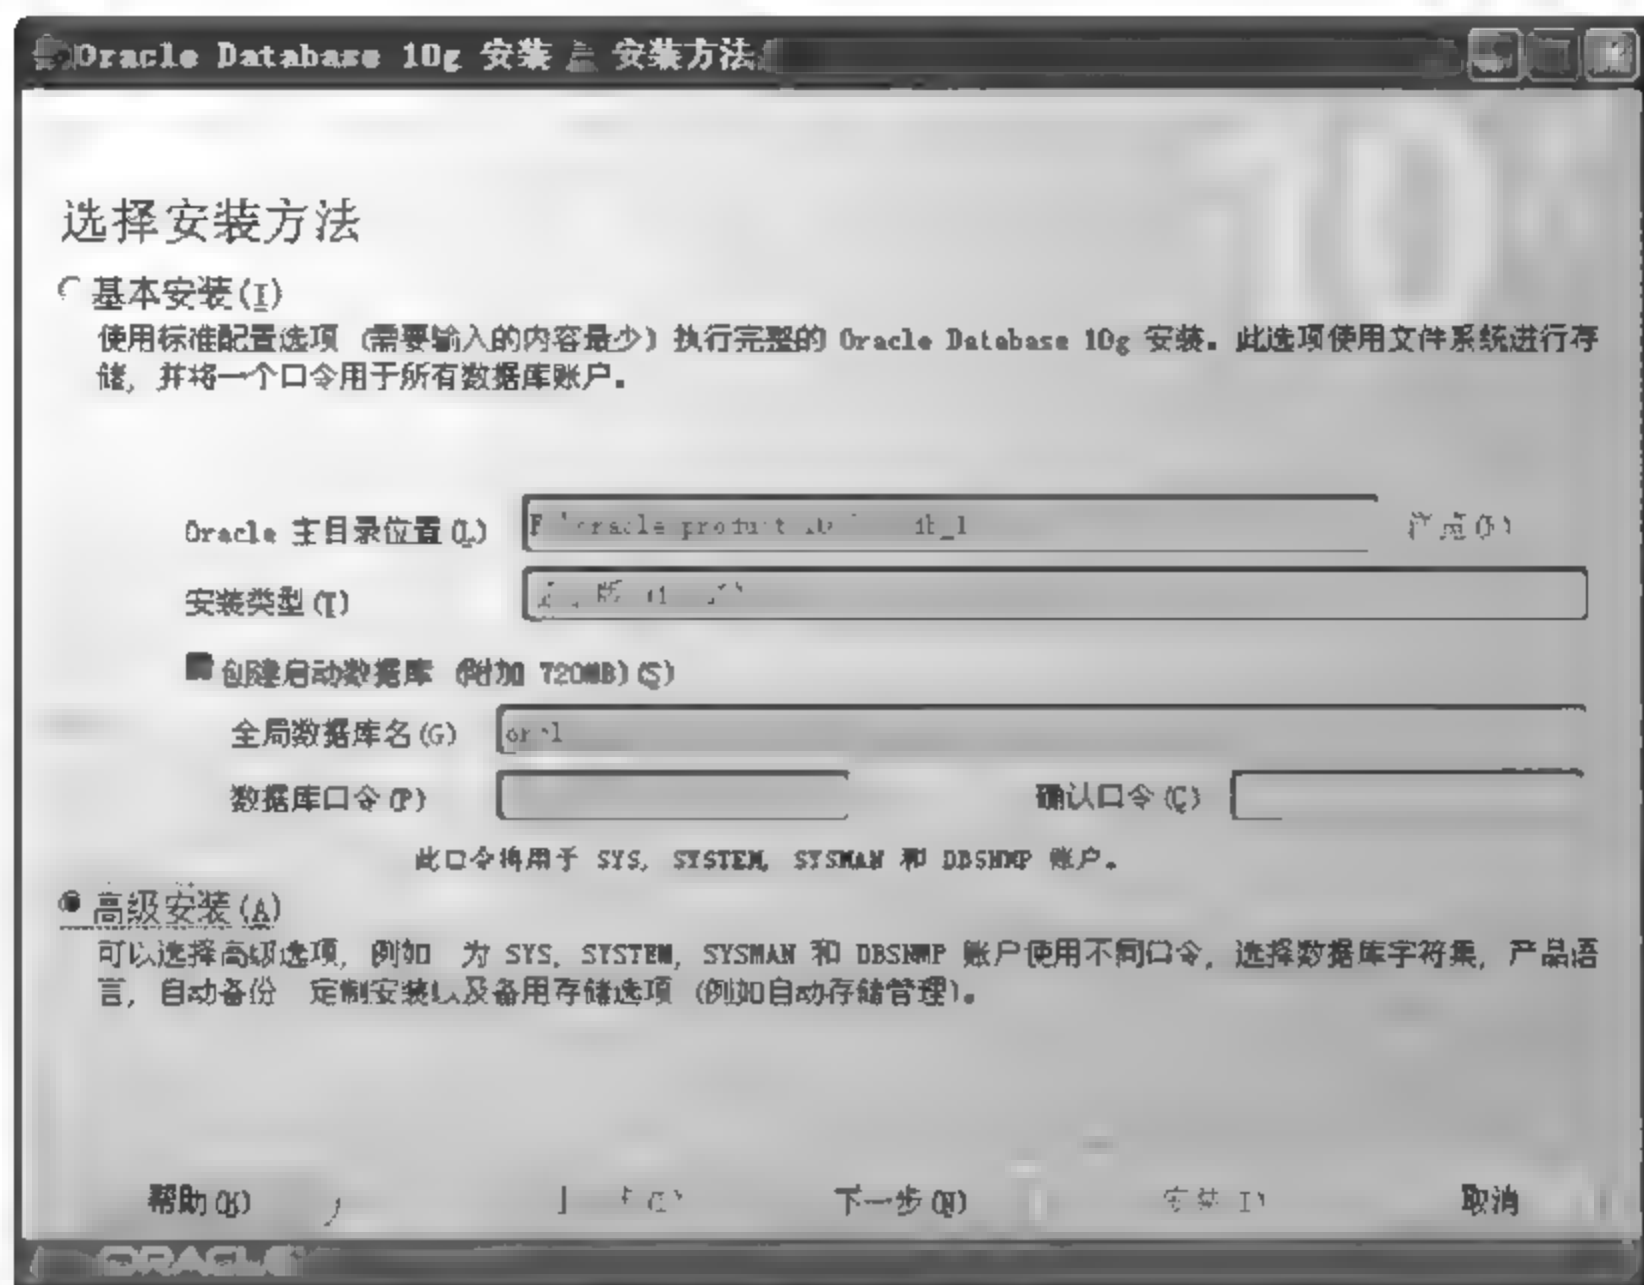 Oracle Database 10g 安装 - 安装方法
选择安装方法
基本安装(I)
使用标准配置选项 (需要输入的内容最少) 执行完整的 Oracle Database 10g 安装。此选项使用文件系统进行存
储, 并将一个口令用于所有数据库账户。
Oracle 主目录位置(L)
oracle product db_1
安装类型(T)
创建启动数据库 (附加 720MB)(S)
全局数据库名(G)
数据库口令(P)
确认口令(C)
此口令将用于 SYS, SYSTEM, SYSMAN 和 DBSNMP 账户。
高级安装(A)
可以选择高级选项, 例如 为 SYS, SYSTEM, SYSMAN 和 DBSNMP 账户使用不同口令, 选择数据库字符集, 产品语
言, 自动备份 定制安装以及备用存储选项 (例如自动存储管理)。
帮助(H) 下一步(N) 安装(I) 取消
ORACLE